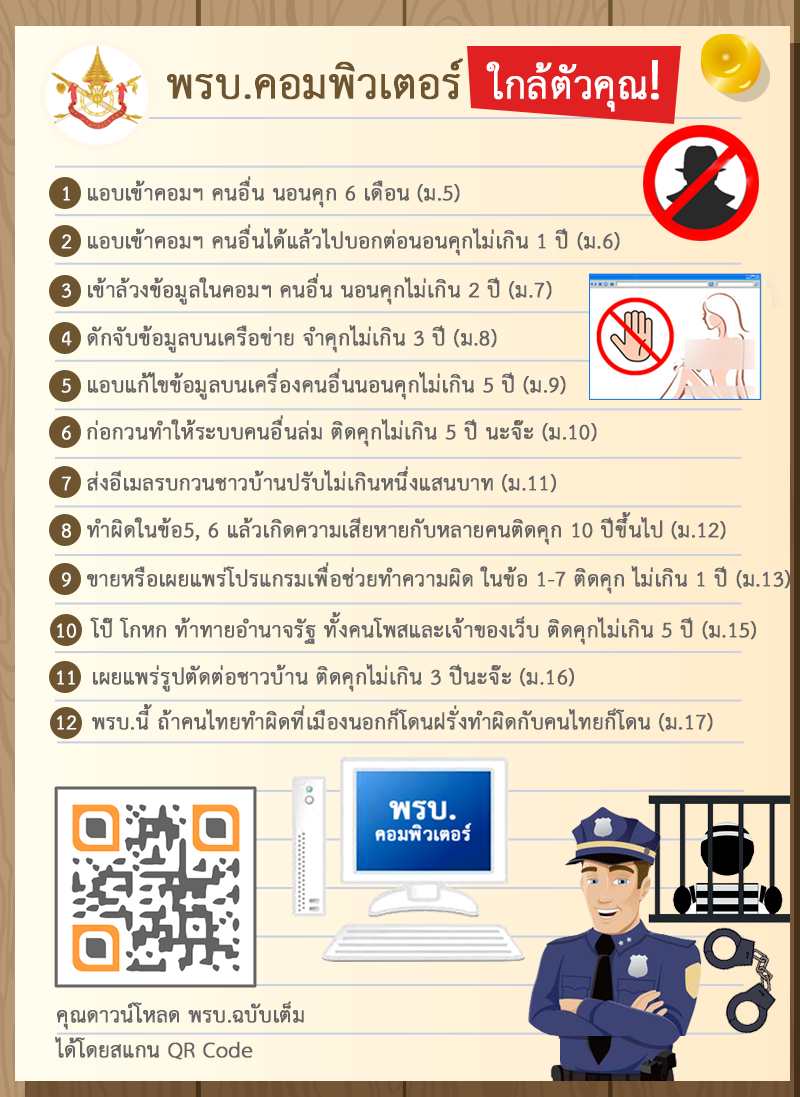 พรบ.คอมพิวเตอร์ ใกล้ตัวคุณ!
1 แอบเข้าคอมฯ คนอื่น นอนคุก 6 เดือน (ม.5)
2 แอบเข้าคอมฯ คนอื่นได้แล้วไปบอกต่อนอนคุกไม่เกิน 1 ปี (ม.6)
3 เข้าล้วงข้อมูลในคอมฯ คนอื่น นอนคุกไม่เกิน 2 ปี (ม.7)
4 ดักจับข้อมูลบนเครือข่าย จำคุกไม่เกิน 3 ปี (ม.8)
5 แอบแก้ไขข้อมูลบนเครื่องคนอื่นนอนคุกไม่เกิน 5 ปี (ม.9)
6 ก่อกวนทำให้ระบบคนอื่นล่ม ติดคุกไม่เกิน 5 ปี นะจ๊ะ (ม.10)
7 ส่งอีเมลรบกวนชาวบ้านปรับไม่เกินหนึ่งแสนบาท (ม.11)
8 ทำผิดในข้อ5, 6 แล้วเกิดความเสียหายกับหลายคนติดคุก 10 ปีขึ้นไป (ม.12)
9 ขายหรือเผยแพร่โปรแกรมเพื่อช่วยทำความผิด ในข้อ 1-7 ติดคุก ไม่เกิน 1 ปี (ม.13)
10 โป๊ โกหก ท้าทายอำนาจรัฐ ทั้งคนโพสและเจ้าของเว็บ ติดคุกไม่เกิน 5 ปี (ม.15)
11 เผยแพร่รูปตัดต่อชาวบ้าน ติดคุกไม่เกิน 3 ปีนะจ๊ะ (ม.16)
12 พรบ.นี้ ถ้าคนไทยทำผิดที่เมืองนอกก็โดนฝรั่งทำผิดกับคนไทยก็โดน (ม.17)
พรบ.
คอมพิวเตอร์
คุณดาวน์โหลด พรบ.ฉบับเต็ม
ได้โดยสแกน QR Code